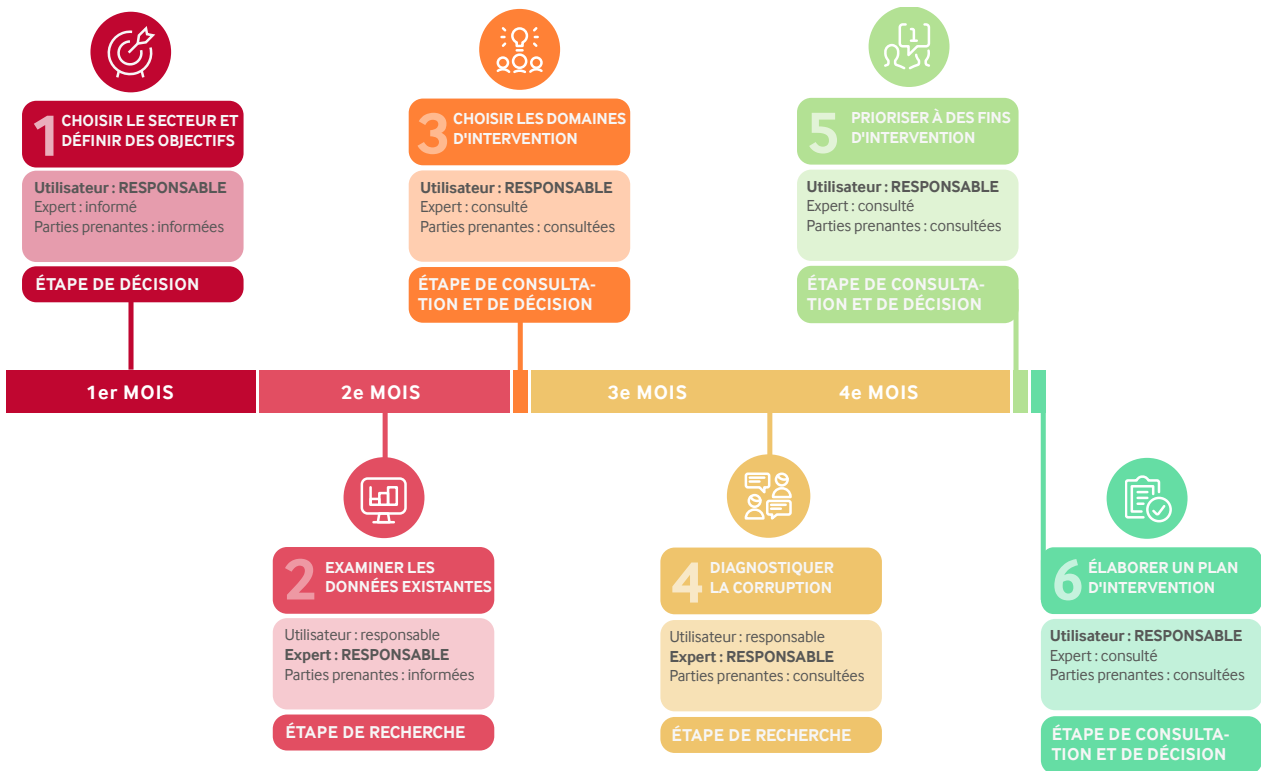 1
CHOISIR LE SECTEUR ET
DÉFINIR DES OBJECTIFS
Utilisateur : RESPONSABLE
Expert : informé
Parties prenantes : informées
ÉTAPE DE DÉCISION
3
CHOISIR LES DOMAINES
D'INTERVENTION
Utilisateur : RESPONSABLE
Expert : consulté
Parties prenantes : consultées
ÉTAPE DE CONSULTA-
TION ET DE DÉCISION
1
5
PRIORISER À DES FINS
D'INTERVENTION
Utilisateur : RESPONSABLE
Expert : consulté
Parties prenantes : consultées
ÉTAPE DE CONSULTA-
TION ET DE DÉCISION
1er MOIS
2e MOIS
3e MOIS
4e MOIS
2
EXAMINER LES
DONNÉES EXISTANTES
Utilisateur : responsable
Expert : RESPONSABLE
Parties prenantes : informées
ÉTAPE DE RECHERCHE
4
DIAGNOSTIQUER
LA CORRUPTION
Utilisateur : responsable
Expert : RESPONSABLE
Parties prenantes : consultées
ÉTAPE DE RECHERCHE
6
ÉLABORER UN PLAN
D'INTERVENTION
Utilisateur : RESPONSABLE
Expert : consulté
Parties prenantes : consultées
ÉTAPE DE CONSULTA-
TION ET DE DÉCISION